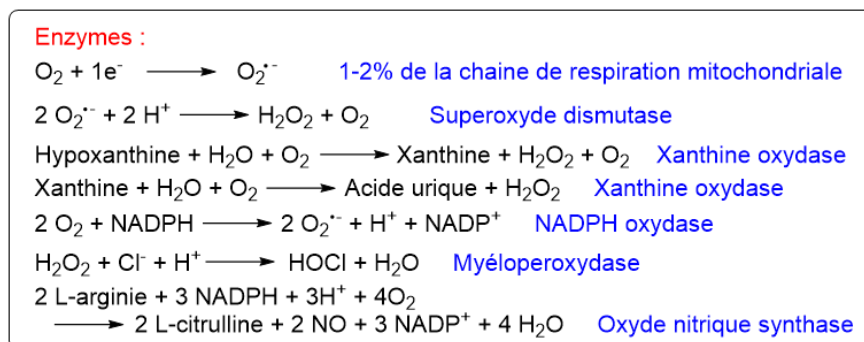 Enzymes :
O₂ + 1e⁻ ⟶ O₂•⁻ 1-2% de la chaine de respiration mitochondriale
2 O₂•⁻ + 2 H⁺ ⟶ H₂O₂ + O₂ Superoxyde dismutase
Hypoxanthine + H₂O + O₂ ⟶ Xanthine + H₂O₂ + O₂ Xanthine oxydase
Xanthine + H₂O + O₂ ⟶ Acide urique + H₂O₂ Xanthine oxydase
2 O₂ + NADPH ⟶ 2 O₂•⁻ + H⁺ + NADP⁺ NADPH oxydase
H₂O₂ + Cl⁻ + H⁺ ⟶ HOCl + H₂O Myéloperoxydase
2 L-arginie + 3 NADPH + 3H⁺ + 4O₂
⟶ 2 L-citrulline + 2 NO + 3 NADP⁺ + 4 H₂O Oxyde nitrique synthase